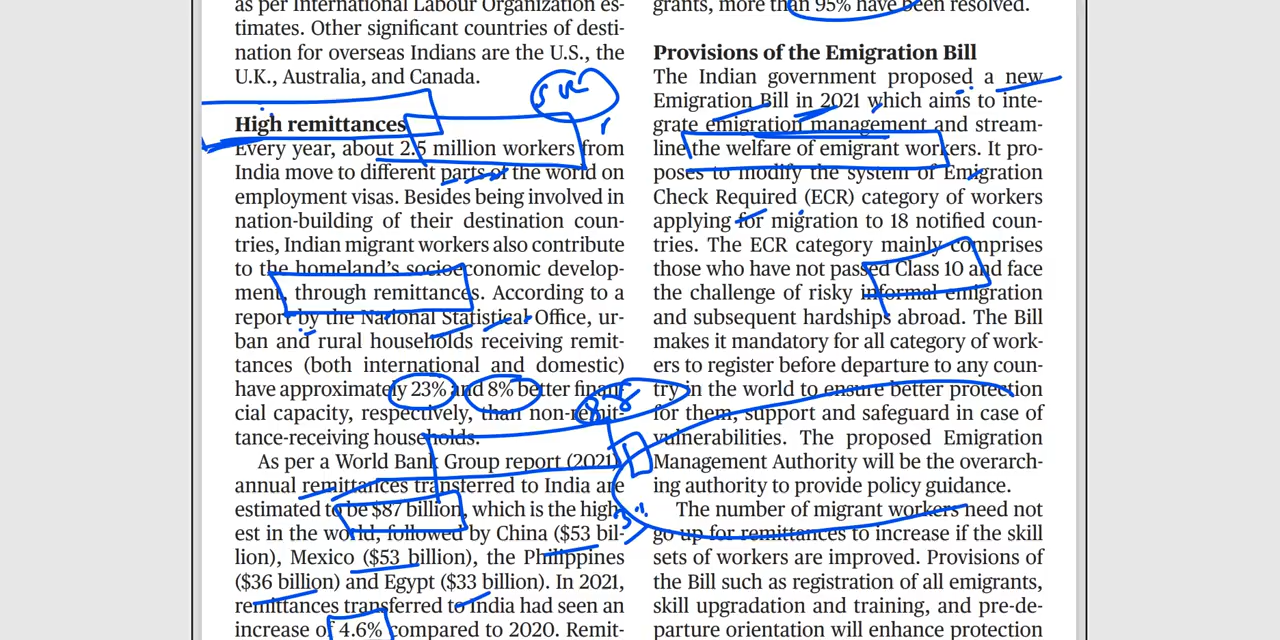 as per International Labour Organization es-
timates. Other significant countries of desti-
nation for overseas Indians are the U.S., the
U.K., Australia, and Canada.
High remittances
Every year, about 2.5 million workers from
India move to different parts of the world on
employment visas. Besides being involved in
nation-building of their destination coun-
tries, Indian migrant workers also contribute
to the homeland's socioeconomic develop-
ment, through remittances. According to a
report by the National Statistical Office, ur-
ban and rural households receiving remit-
tances (both international and domestic)
have approximately 23% and 8% better finan-
cial capacity, respectively, than non-remit-
tance-receiving households.
As per a World Bank Group report (2021),
annual remittances transferred to India are
estimated to be $87 billion, which is the high-
est in the world, followed by China ($53 bil-
lion), Mexico ($53 billion), the Philippines
($36 billion) and Egypt ($33 billion). In 2021,
remittances transferred to India had seen an
increase of 4.6% compared to 2020. Remit-
grants, more than 95% have been resolved.
Provisions of the Emigration Bill
The Indian government proposed a new
Emigration Bill in 2021 which aims to inte-
grate emigration management and stream-
line the welfare of emigrant workers. It pro-
poses to modify the system of Emigration
Check Required (ECR) category of workers
applying for migration to 18 notified coun-
tries. The ECR category mainly comprises
those who have not passed Class 10 and face
the challenge of risky informal emigration
and subsequent hardships abroad. The Bill
makes it mandatory for all category of work-
ers to register before departure to any coun-
try in the world to ensure better protection
for them, support and safeguard in case of
vulnerabilities. The proposed Emigration
Management Authority will be the overarch-
ing authority to provide policy guidance.
The number of migrant workers need not
go up for remittances to increase if the skill
sets of workers are improved. Provisions of
the Bill such as registration of all emigrants,
skill upgradation and training, and pre-de-
parture orientation will enhance protection